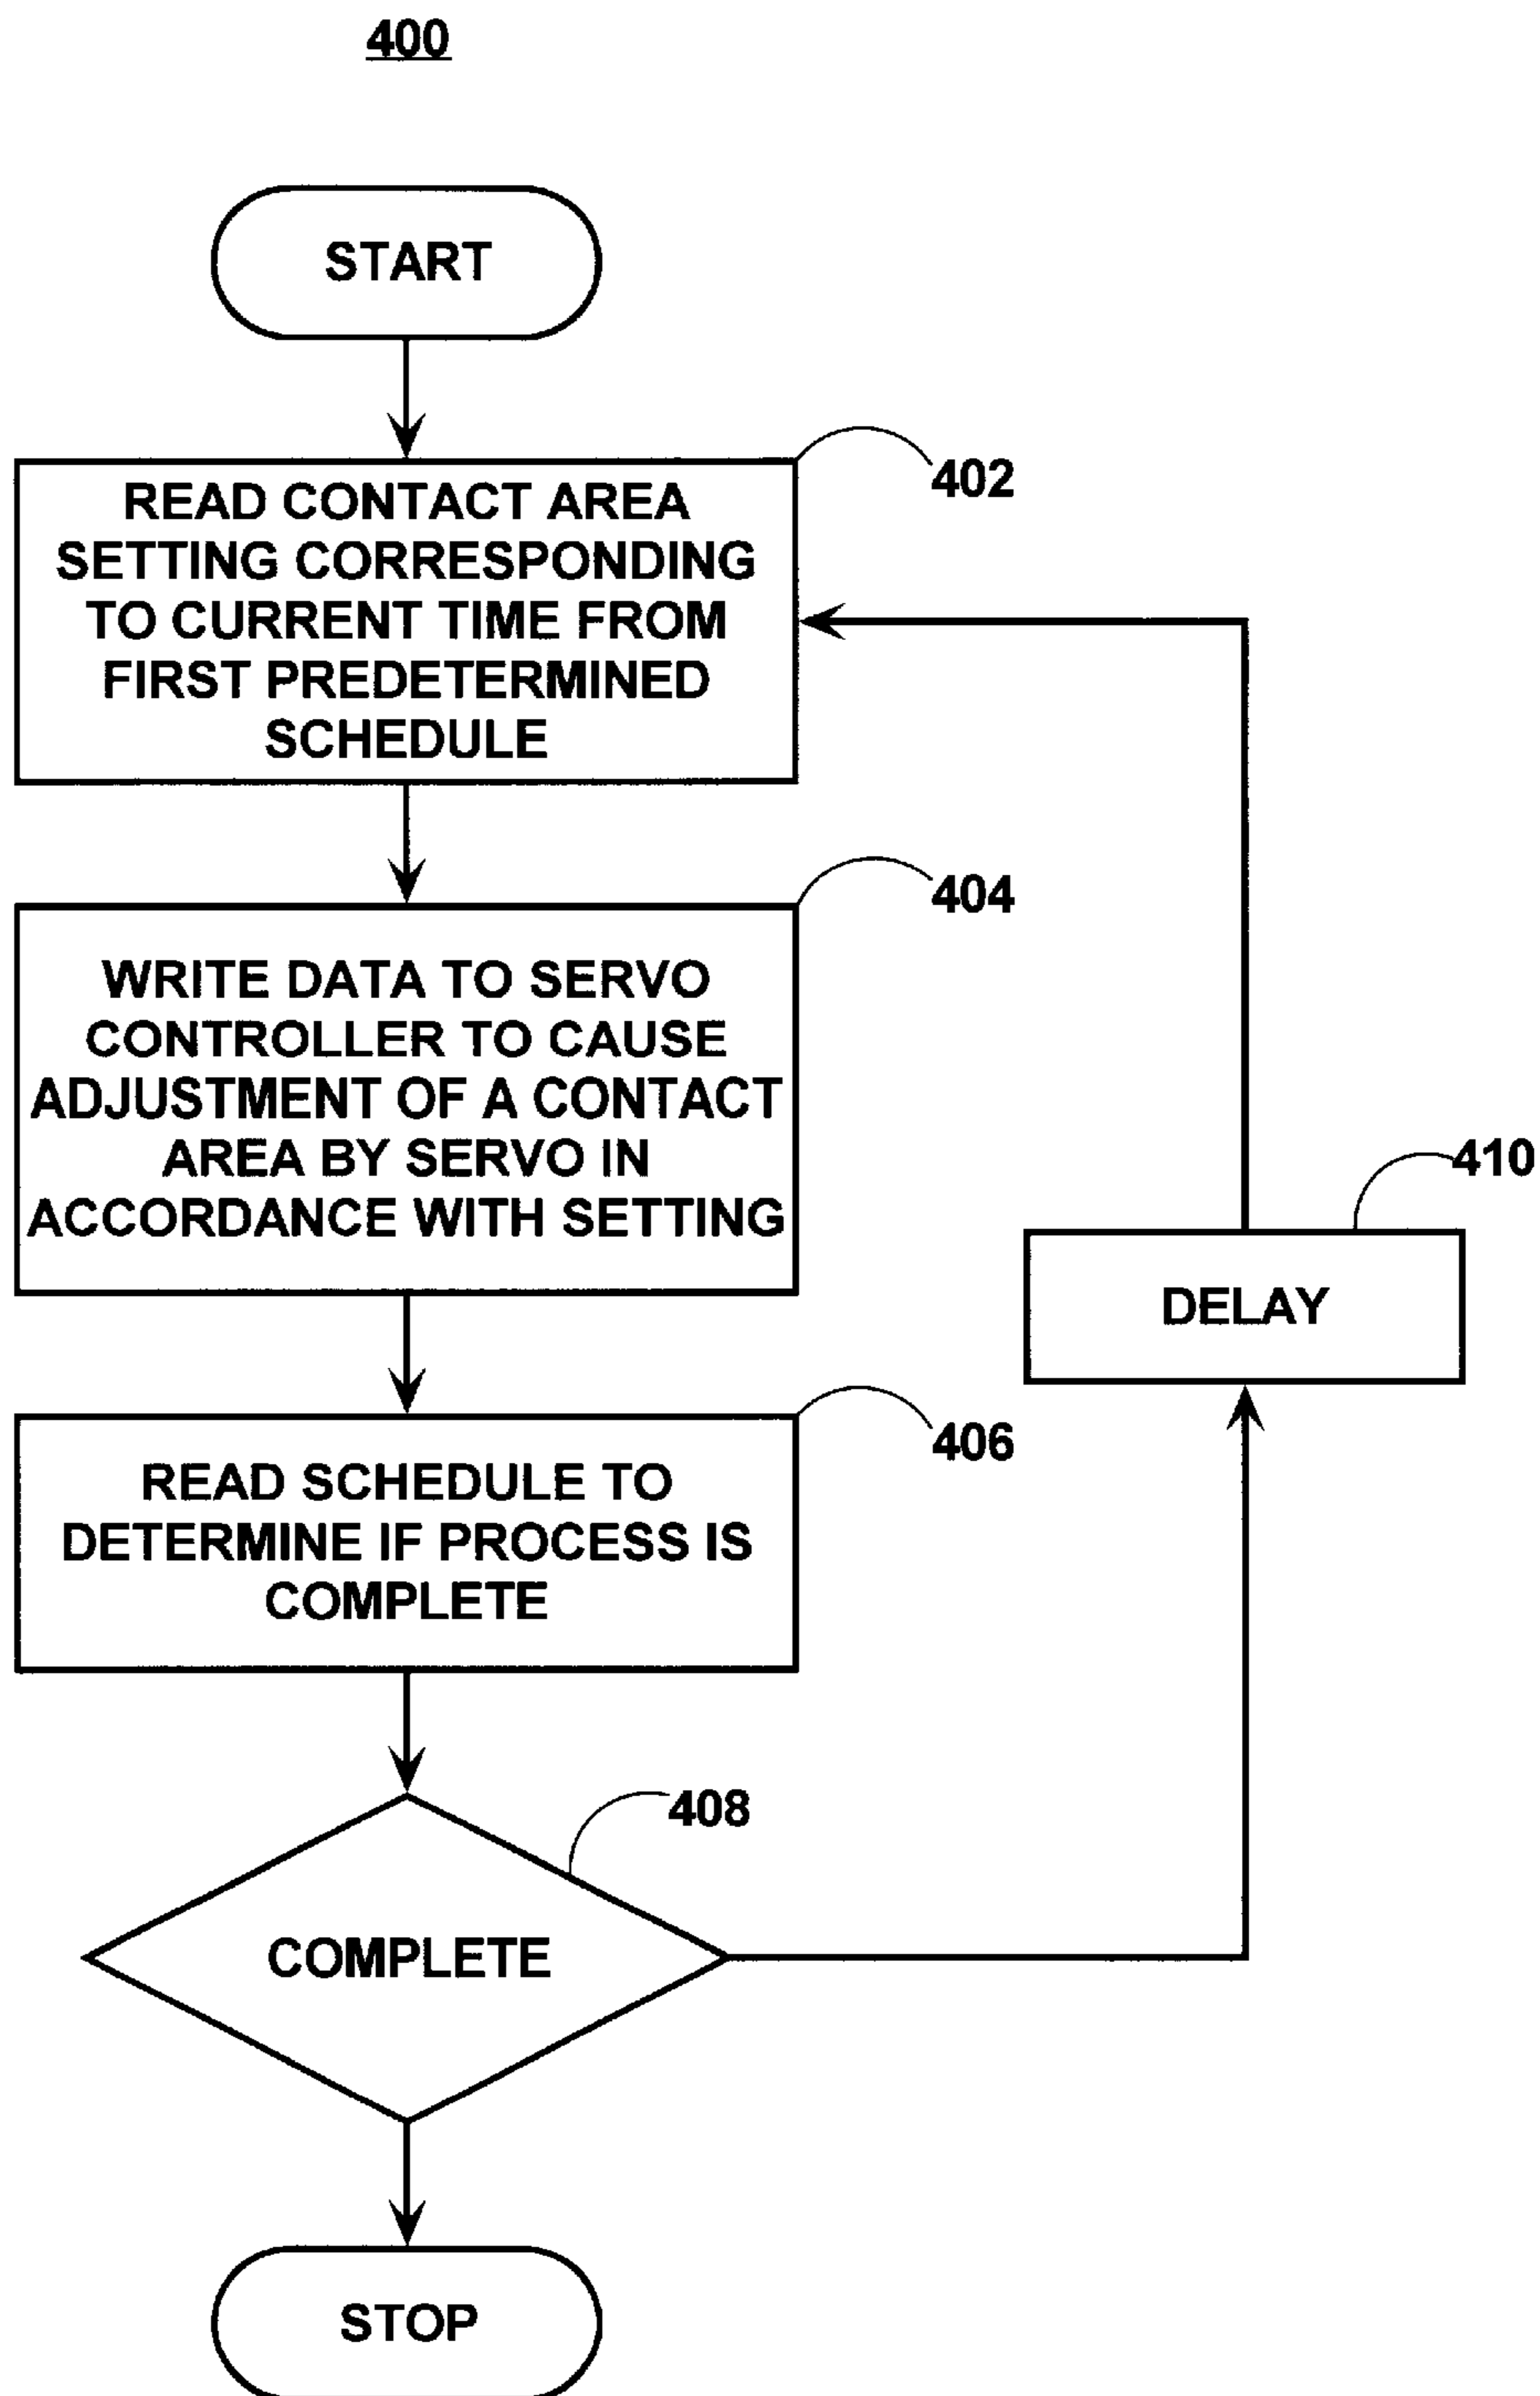 400
START
READ CONTACT AREA
SETTING CORRESPONDING
TO CURRENT TIME FROM
FIRST PREDETERMINED
SCHEDULE
402
WRITE DATA TO SERVO
CONTROLLER TO CAUSE
ADJUSTMENT OF A CONTACT
AREA BY SERVO IN
ACCORDANCE WITH SETTING
404
READ SCHEDULE TO
DETERMINE IF PROCESS IS
COMPLETE
406
COMPLETE
408
DELAY
410
STOP